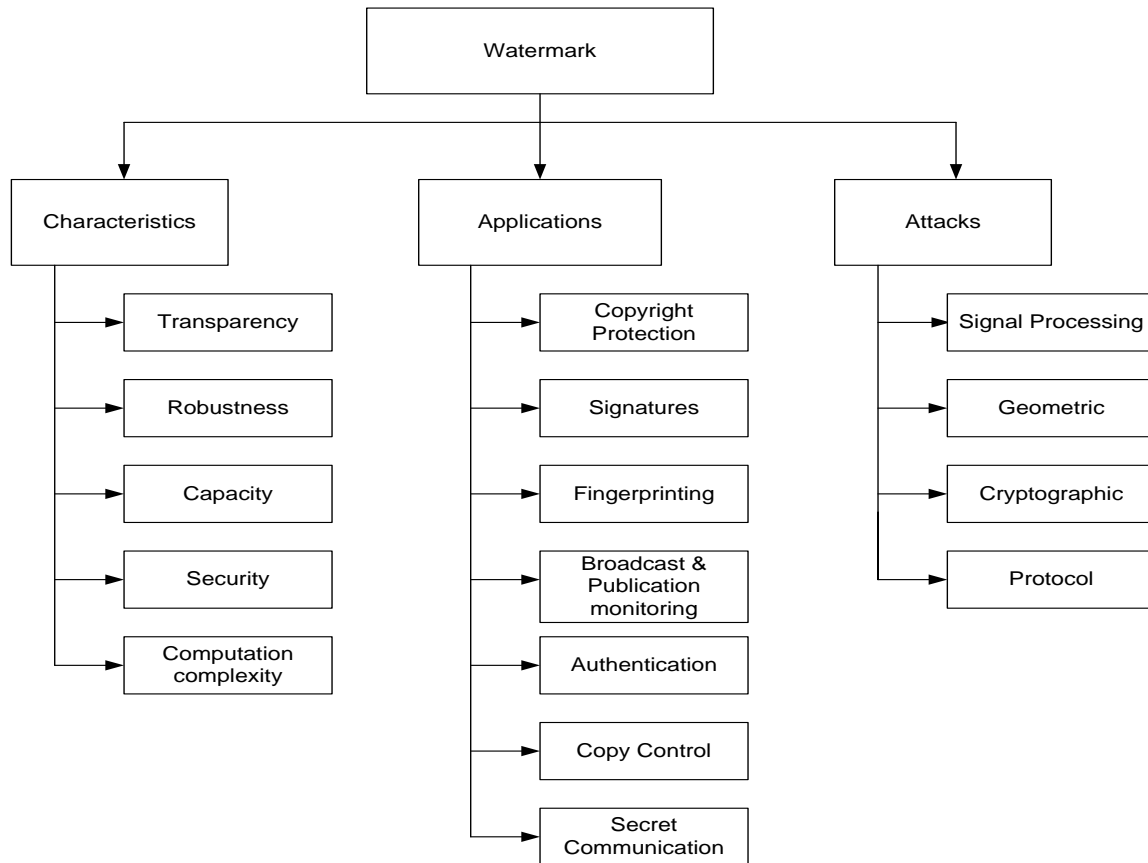 Watermark
Characteristics
Applications
Attacks
Transparency
Robustness
Capacity
Security
Computation
complexity
Copyright
Protection
Signatures
Fingerprinting
Broadcast &
Publication
monitoring
Authentication
Copy Control
Secret
Communication
Signal Processing
Geometric
Cryptographic
Protocol